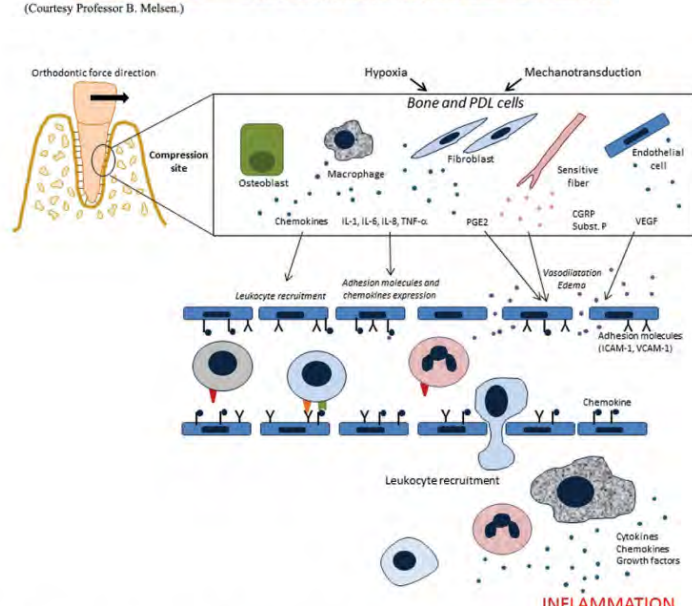 (Courtesy Professor B. Melsen.)
Orthodontic force direction
Hypoxia
Mechanotransduction
Bone and PDL cells
Compression
site
Osteoblast
Macrophage
Fibroblast
Sensitive
fiber
Endothelial
cell
Chemokines
IL-1, IL-6, IL-8, TNF-α
PGE2
CGRP
Subst. P
VEGF
Leukocyte recruitment
Adhesion molecules and
chemokines expression
Vasodilatation
Edema
Adhesion molecules
(ICAM-1, VCAM-1)
Chemokine
Leukocyte recruitment
Cytokines
Chemokines
Growth factors
INFLAMMATION